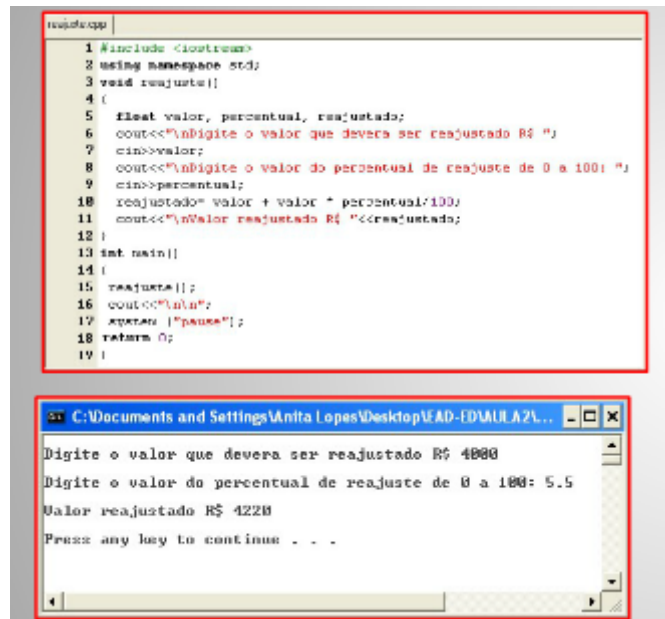 reajuste.cpp
1 #include <iostream>
2 using namespace std;
3 void reajuste()
4 {
5 float valor, percentual, reajustado;
6 cout<<"\nDigite o valor que devera ser reajustado R$ ";
7 cin>>valor;
8 cout<<"\nDigite o valor do percentual de reajuste de 0 a 100: ";
9 cin>>percentual;
10 reajustado= valor + valor * percentual/100;
11 cout<<"\nValor reajustado R$ "<<reajustado;
12 }
13 int main()
14 {
15 reajuste();
16 cout<<"\n\n";
17 system ("pause");
18 return 0;
19 }
C:\Documents and Settings\Anita Lopes\Desktop\EAD-ED\AULA2\...
Digite o valor que devera ser reajustado R$ 4000
Digite o valor do percentual de reajuste de 0 a 100: 5.5
Valor reajustado R$ 4220
Press any key to continue . . .